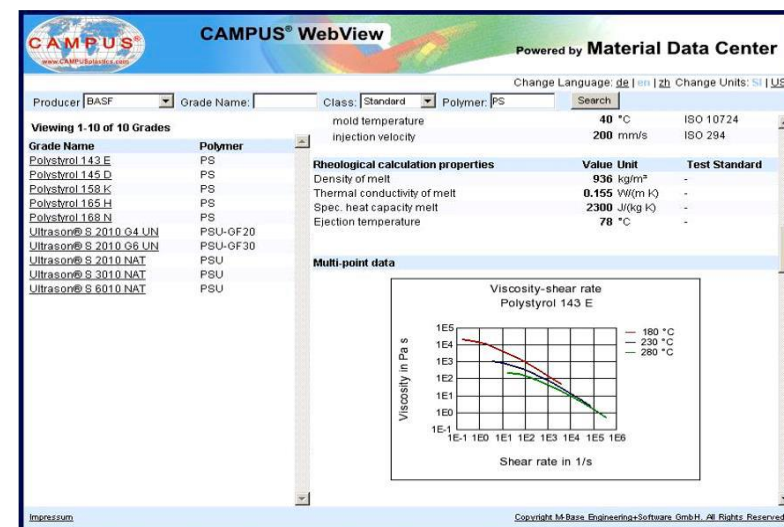 CAMPUS®
www.CAMPUSplastics.com
CAMPUS® WebView
Powered by Material Data Center
Change Language: de | en | zh Change Units: SI | US
Producer BASF Grade Name: Class: Standard Polymer: PS Search
Viewing 1-10 of 10 Grades
Grade Name Polymer
Polystyrol 143 E PS
Polystyrol 145 D PS
Polystyrol 158 K PS
Polystyrol 165 H PS
Polystyrol 168 N PS
Ultrason® S 2010 G4 UN PSU-GF20
Ultrason® S 2010 G6 UN PSU-GF30
Ultrason® S 2010 NAT PSU
Ultrason® S 3010 NAT PSU
Ultrason® S 6010 NAT PSU
mold temperature 40 °C ISO 10724
injection velocity 200 mm/s ISO 294
Rheological calculation properties Value Unit Test Standard
Density of melt 936 kg/m³ -
Thermal conductivity of melt 0.155 W/(m K) -
Spec. heat capacity melt 2300 J/(kg K) -
Ejection temperature 78 °C -
Multi-point data
Viscosity-shear rate
Polystyrol 143 E
Viscosity in Pa s
1E5
1E4
1E3
1E2
1E1
1E0
1E-1
1E-1 1E0 1E1 1E2 1E3 1E4 1E5 1E6
Shear rate in 1/s
180 °C
230 °C
280 °C
Impressum
Copyright M-Base Engineering+Software GmbH. All Rights Reserved